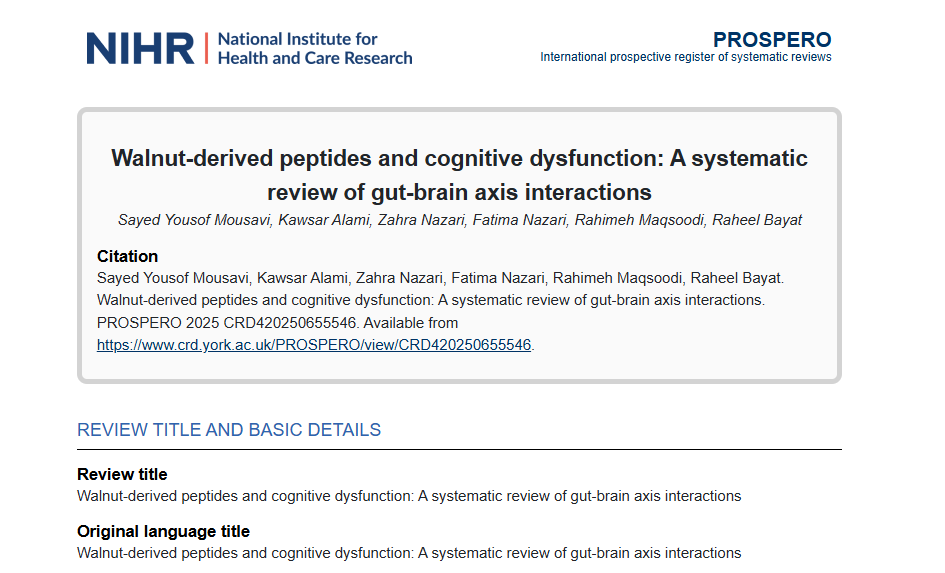 NIHR | National Institute for
Health and Care Research
PROSPERO
International prospective register of systematic reviews
Walnut-derived peptides and cognitive dysfunction: A systematic
review of gut-brain axis interactions
Sayed Yousof Mousavi, Kawsar Alami, Zahra Nazari, Fatima Nazari, Rahimeh Maqsoodi, Raheel Bayat
Citation
Sayed Yousof Mousavi, Kawsar Alami, Zahra Nazari, Fatima Nazari, Rahimeh Maqsoodi, Raheel Bayat.
Walnut-derived peptides and cognitive dysfunction: A systematic review of gut-brain axis interactions.
PROSPERO 2025 CRD420250655546. Available from
https://www.crd.york.ac.uk/PROSPERO/view/CRD420250655546.
REVIEW TITLE AND BASIC DETAILS
Review title
Walnut-derived peptides and cognitive dysfunction: A systematic review of gut-brain axis interactions
Original language title
Walnut-derived peptides and cognitive dysfunction: A systematic review of gut-brain axis interactions